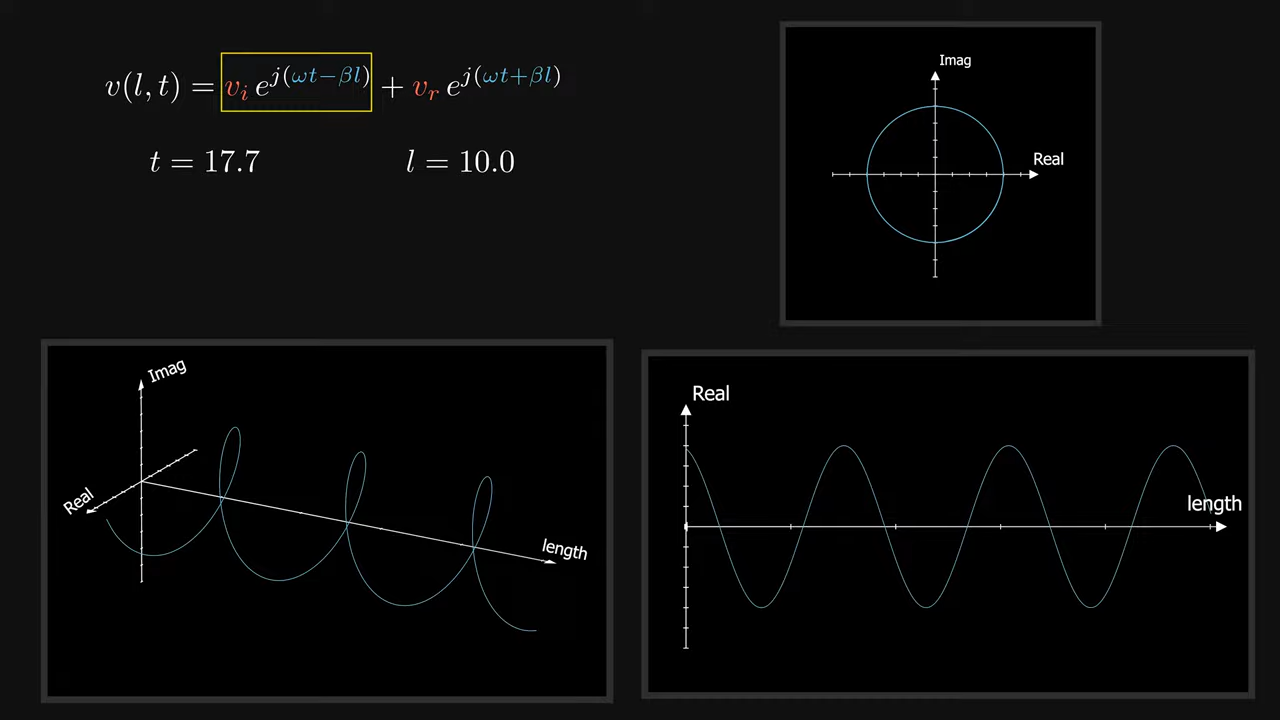 v(l, t) = v_i e^{j(ωt−βl)} + v_r e^{j(ωt+βl)}
t = 17.7
l = 10.0
Imag
Real
Imag
Real
length
Real
length